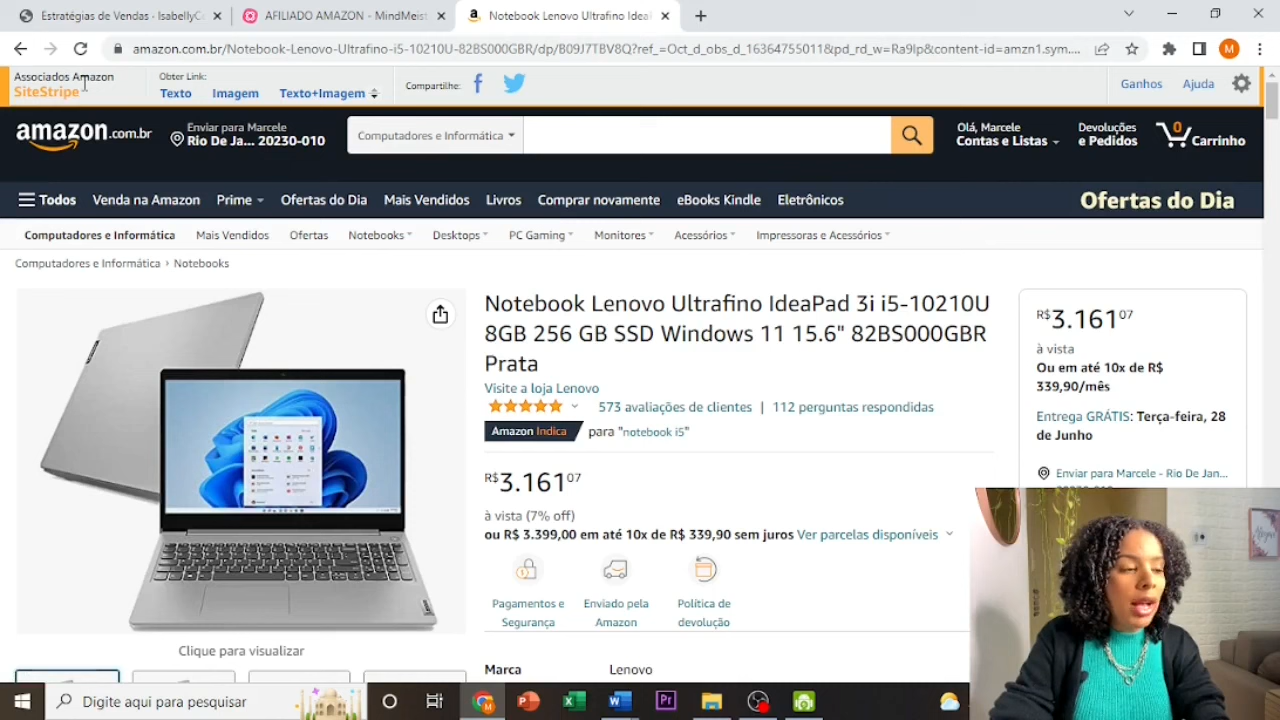 Estratégias de Vendas - IsabellyC
AFILIADO AMAZON - MindMeist
Notebook Lenovo Ultrafino Idea
amazon.com.br/Notebook-Lenovo-Ultrafino-i5-10210U-82BS000GBR/dp/B09J7TBV8Q?ref_=Oct_d_obs_d_16364755011&pd_rd_w=Ra9lp&content-id=amzn1.sym....
M
Associados Amazon
SiteStripe
Obter Link:
Texto Imagem Texto+Imagem
Compartilhe:
Ganhos Ajuda
amazon.com.br
Enviar para Marcele
Rio De Ja... 20230-010
Computadores e Informática
Olá, Marcele
Contas e Listas
Devoluções
e Pedidos
0
Carrinho
Todos Venda na Amazon Prime Ofertas do Dia Mais Vendidos Livros Comprar novamente eBooks Kindle Eletrônicos Ofertas do Dia
Computadores e Informática Mais Vendidos Ofertas Notebooks Desktops PC Gaming Monitores Acessórios Impressoras e Acessórios
Computadores e Informática › Notebooks
Notebook Lenovo Ultrafino IdeaPad 3i i5-10210U
8GB 256 GB SSD Windows 11 15.6" 82BS000GBR
Prata
Visite a loja Lenovo
573 avaliações de clientes | 112 perguntas respondidas
Amazon Indica para "notebook i5"
R$3.16107
à vista (7% off)
ou R$ 3.399,00 em até 10x de R$ 339,90 sem juros Ver parcelas disponíveis
Pagamentos e
Segurança
Enviado pela
Amazon
Política de
devolução
Marca Lenovo
Clique para visualizar
R$3.16107
à vista
Ou em até 10x de R$
339,90/mês
Entrega GRÁTIS: Terça-feira, 28
de Junho
Enviar para Marcele - Rio De Jan...
Digite aqui para pesquisar